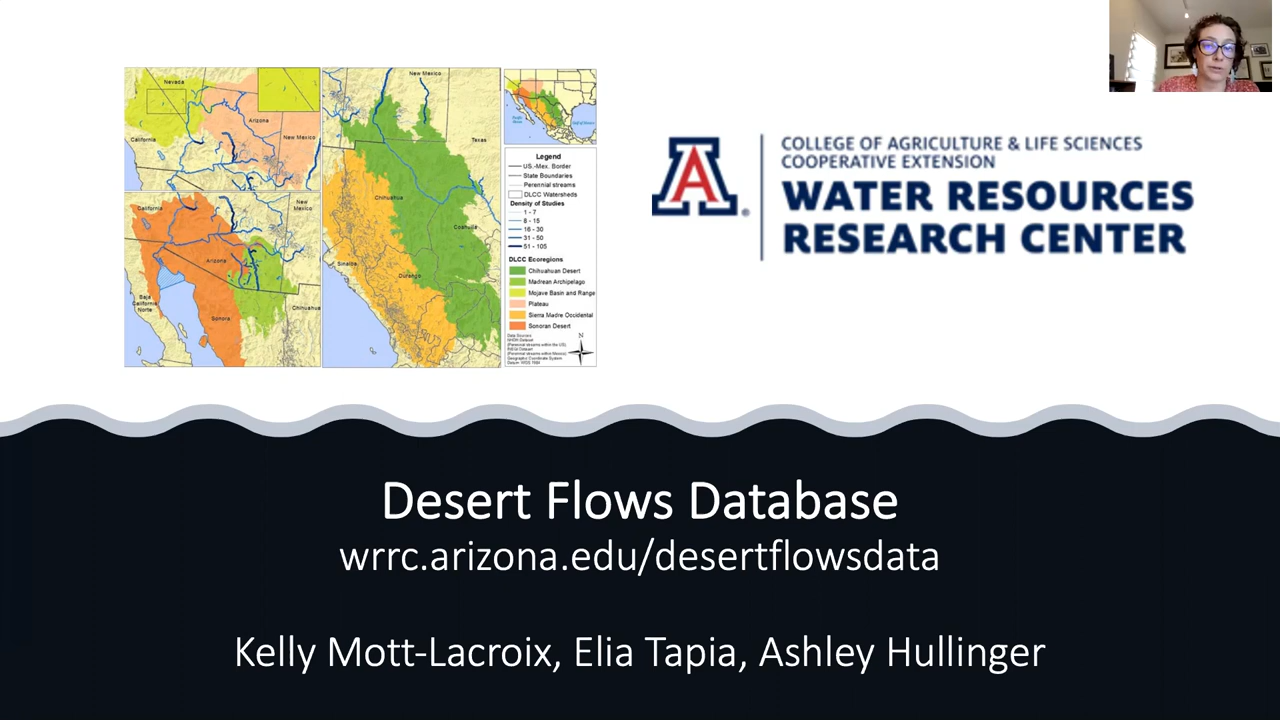 Nevada
California
Arizona
New Mexico
California
New Mexico
Arizona
Baja
California
Norte
Sonora
Chihuahua
New Mexico
Texas
Chihuahua
Coahuila
Sinaloa
Durango
Legend
US.-Mex. Border
State Boundaries
Perennial streams
DLCC Watersheds
Density of Studies
1 - 7
8 - 15
16 - 30
31 - 50
51 - 105
DLCC Ecoregions
Chihuahuan Desert
Madrean Archipelago
Mojave Basin and Range
Plateau
Sierra Madre Occidental
Sonoran Desert
N
A
COLLEGE OF AGRICULTURE & LIFE SCIENCES
COOPERATIVE EXTENSION
WATER RESOURCES
RESEARCH CENTER
Desert Flows Database
wrrc.arizona.edu/desertflowsdata
Kelly Mott-Lacroix, Elia Tapia, Ashley Hullinger